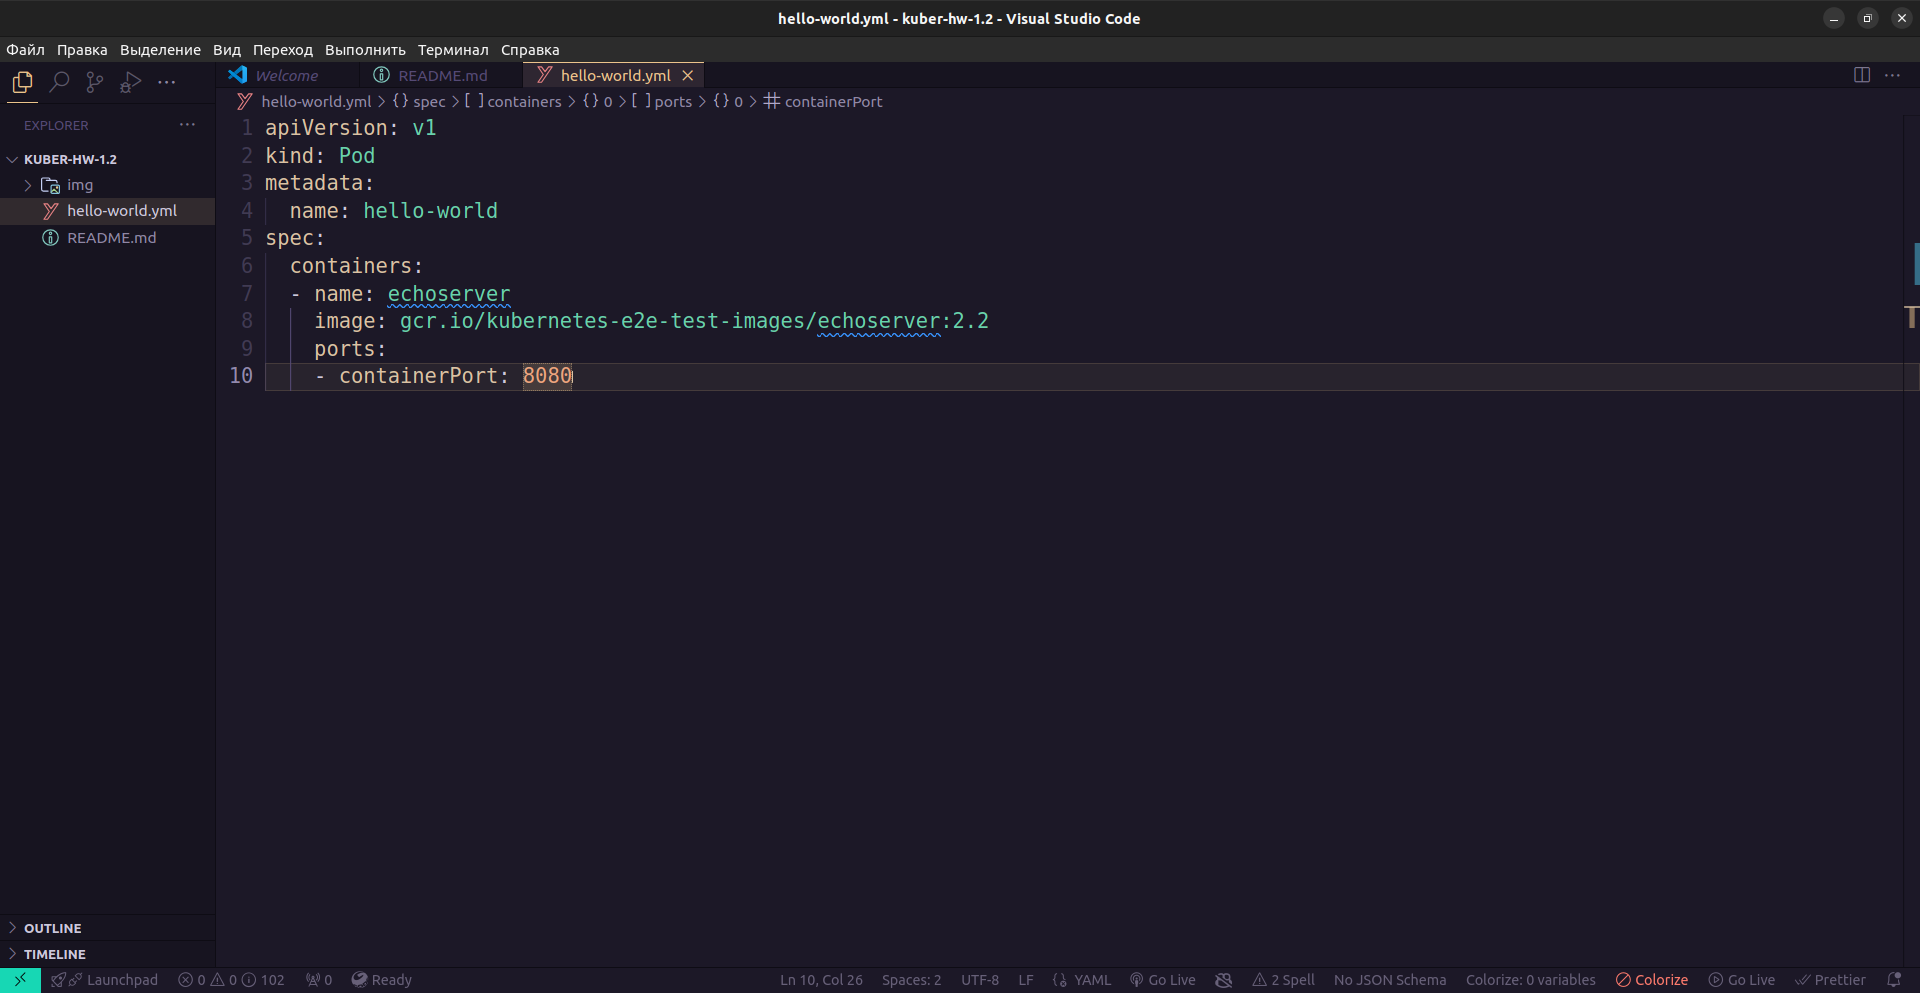 hello-world.yml - kuber-hw-1.2 - Visual Studio Code
Файл Правка Выделение Вид Переход Выполнить Терминал Справка
Welcome README.md hello-world.yml
hello-world.yml > {} spec > [ ] containers > {} 0 > [ ] ports > {} 0 > # containerPort
EXPLORER
KUBER-HW-1.2
img
hello-world.yml
README.md
OUTLINE
TIMELINE
1 apiVersion: v1
2 kind: Pod
3 metadata:
4 name: hello-world
5 spec:
6 containers:
7 - name: echoserver
8 image: gcr.io/kubernetes-e2e-test-images/echoserver:2.2
9 ports:
10 - containerPort: 8080
Launchpad 0 0 102 0 Ready Ln 10, Col 26 Spaces: 2 UTF-8 LF {} YAML Go Live 2 Spell No JSON Schema Colorize: 0 variables Colorize Go Live Prettier